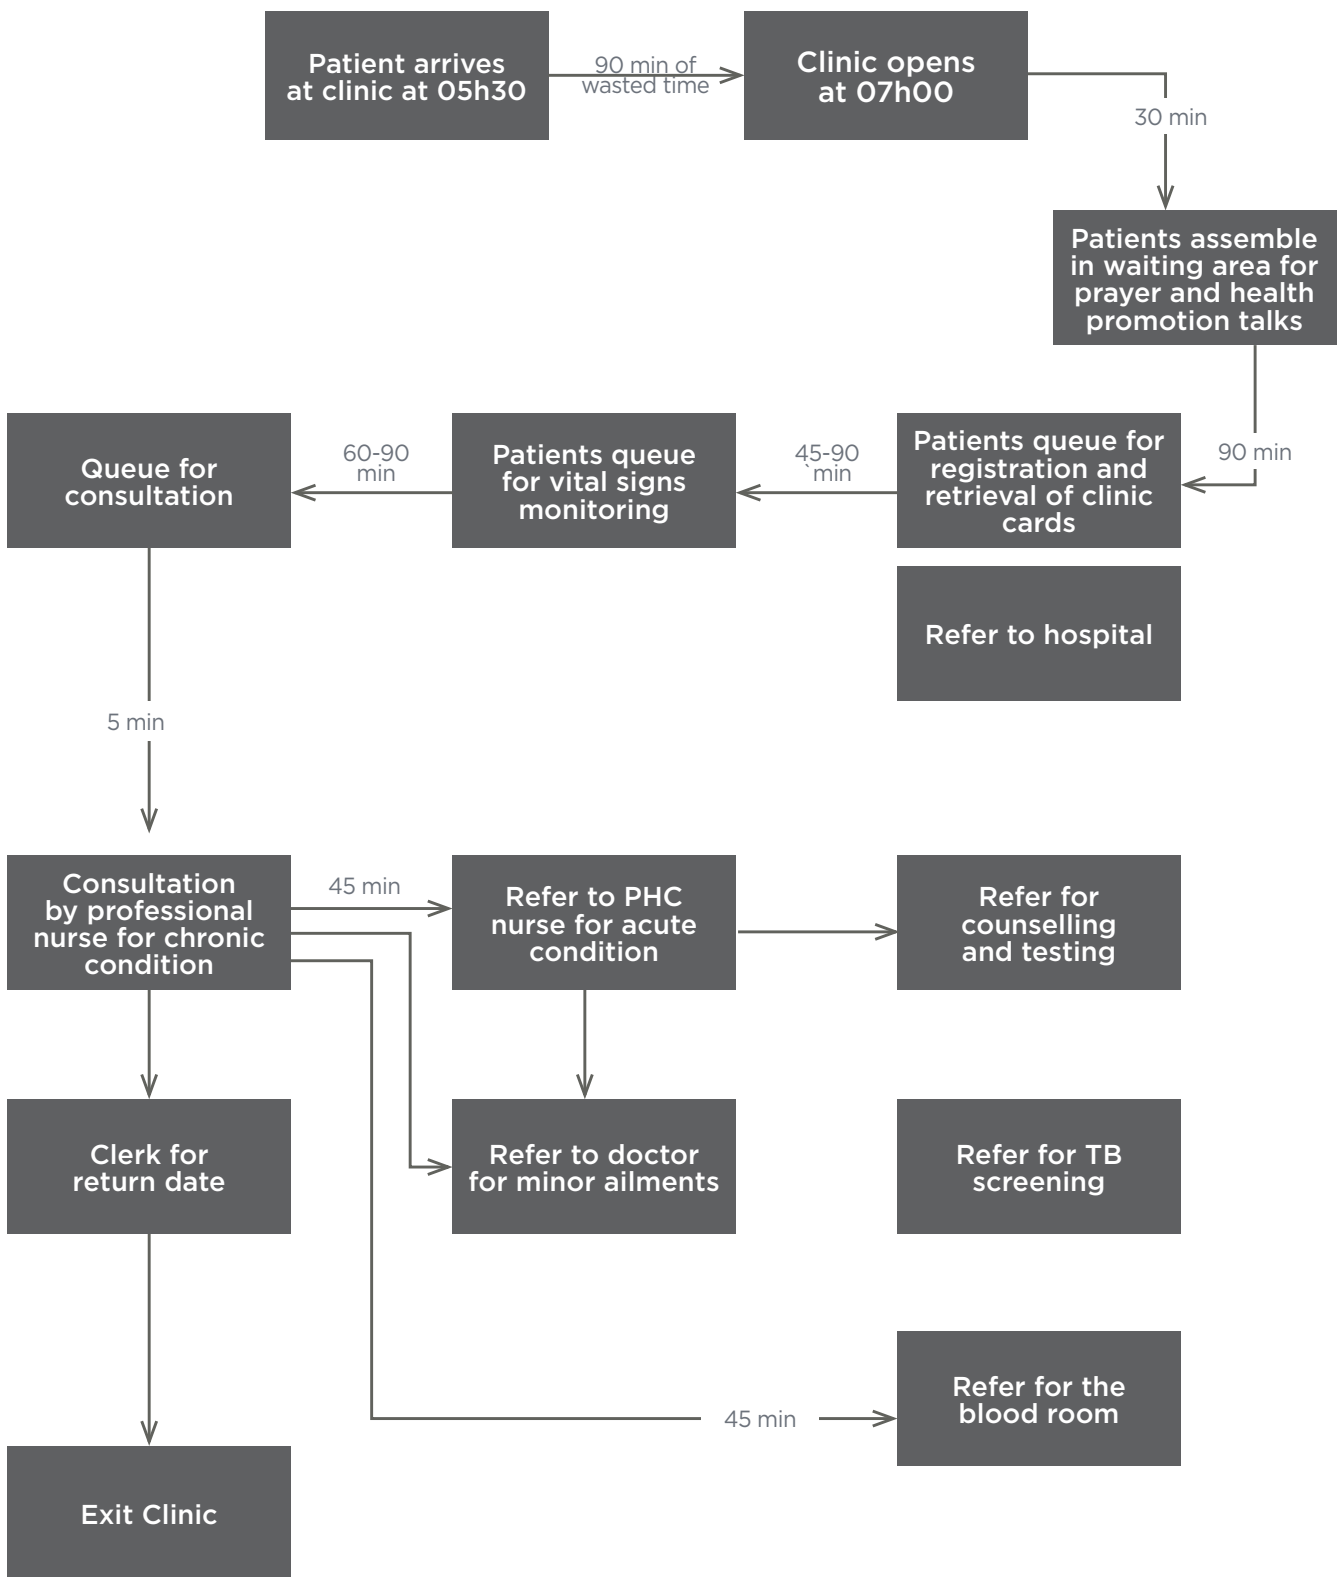 Patient arrives
at clinic at 05h30
90 min of
wasted time
Clinic opens
at 07h00
30 min
Patients assemble
in waiting area for
prayer and health
promotion talks
90 min
Patients queue for
registration and
retrieval of clinic
cards
45-90
`min
Patients queue
for vital signs
monitoring
60-90
min
Queue for
consultation
Refer to hospital
5 min
Consultation
by professional
nurse for chronic
condition
45 min
Refer to PHC
nurse for acute
condition
Refer for
counselling
and testing
Clerk for
return date
Refer to doctor
for minor ailments
Refer for TB
screening
Refer for the
blood room
45 min
Exit Clinic